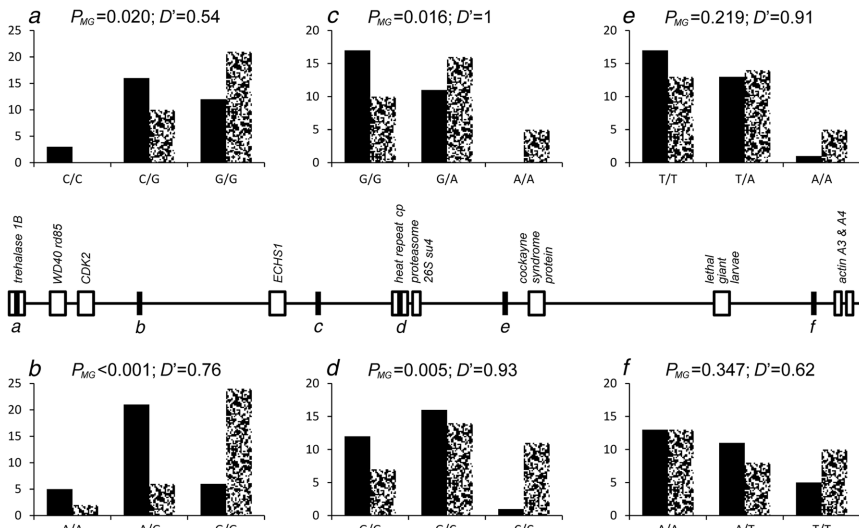 a P_MG=0.020; D’=0.54
25
20
15
10
5
0
C/C C/G G/G
c P_MG=0.016; D’=1
20
15
10
5
0
G/G G/A A/A
e P_MG=0.219; D’=0.91
20
15
10
5
0
T/T T/A A/A
trehalase 1B
WD40 rd85
CDK2
ECHS1
heat repeat cp
proteasome
26S su4
cockayne
syndrome
protein
lethal
giant
larvae
actin A3 & A4
a b c d e f
b P_MG<0.001; D’=0.76
25
20
15
10
5
0
d P_MG=0.005; D’=0.93
20
15
10
5
0
f P_MG=0.347; D’=0.62
20
15
10
5
0
A/A A/T T/T